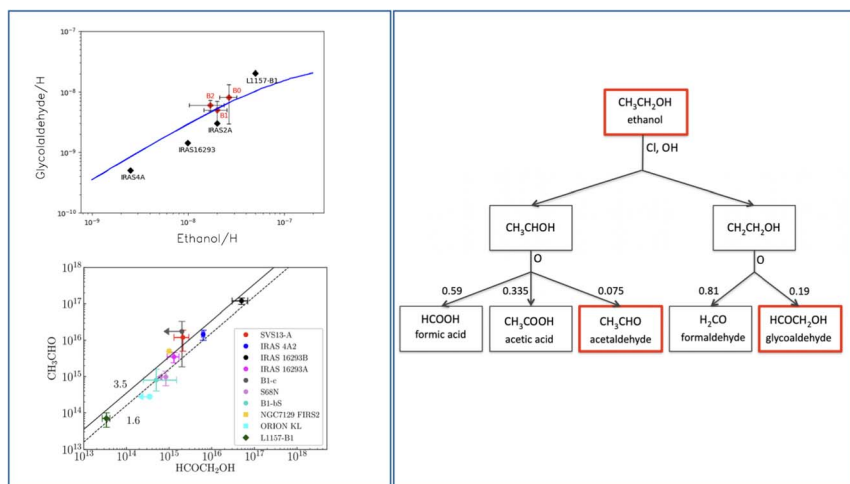 10⁻⁷
Glycolaldehyde/H
10⁻⁸
10⁻⁹
10⁻¹⁰
B2
B0
B1
L1157-B1
IRAS2A
IRAS16293
IRAS4A
10⁻⁹
10⁻⁸
10⁻⁷
Ethanol/H
10¹⁸
10¹⁷
10¹⁶
10¹⁵
10¹⁴
10¹³
CH₃CHO
3.5
1.6
SVS13-A
IRAS 4A2
IRAS 16293B
IRAS 16293A
B1-c
S68N
B1-bS
NGC7129 FIRS2
ORION KL
L1157-B1
10¹³
10¹⁴
10¹⁵
10¹⁶
10¹⁷
10¹⁸
HCOCH₂OH
CH₃CH₂OH
ethanol
Cl, OH
CH₃CHOH
CH₂CH₂OH
O
O
0.59
0.335
0.075
0.81
0.19
HCOOH
formic acid
CH₃COOH
acetic acid
CH₃CHO
acetaldehyde
H₂CO
formaldehyde
HCOCH₂OH
glycoaldehyde